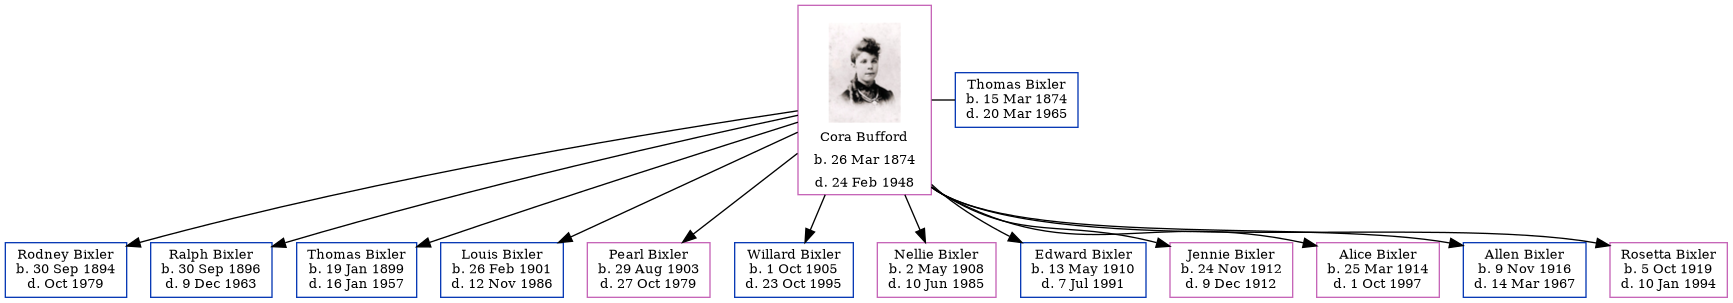 Cora Bufford
b. 26 Mar 1874
d. 24 Feb 1948
Thomas Bixler
b. 15 Mar 1874
d. 20 Mar 1965
Rodney Bixler
b. 30 Sep 1894
d. Oct 1979
Ralph Bixler
b. 30 Sep 1896
d. 9 Dec 1963
Thomas Bixler
b. 19 Jan 1899
d. 16 Jan 1957
Louis Bixler
b. 26 Feb 1901
d. 12 Nov 1986
Pearl Bixler
b. 29 Aug 1903
d. 27 Oct 1979
Willard Bixler
b. 1 Oct 1905
d. 23 Oct 1995
Nellie Bixler
b. 2 May 1908
d. 10 Jun 1985
Edward Bixler
b. 13 May 1910
d. 7 Jul 1991
Jennie Bixler
b. 24 Nov 1912
d. 9 Dec 1912
Alice Bixler
b. 25 Mar 1914
d. 1 Oct 1997
Allen Bixler
b. 9 Nov 1916
d. 14 Mar 1967
Rosetta Bixler
b. 5 Oct 1919
d. 10 Jan 1994